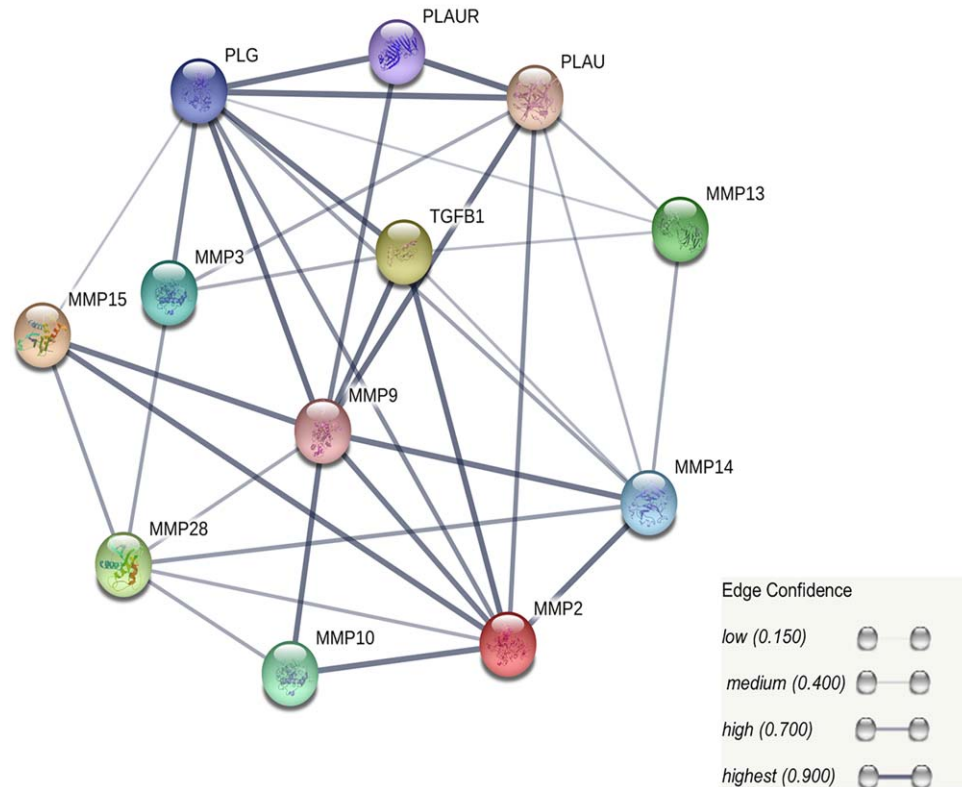 PLAUR
PLG
PLAU
MMP13
TGFB1
MMP3
MMP15
MMP9
MMP14
MMP28
MMP2
MMP10
Edge Confidence
low (0.150)
medium (0.400)
high (0.700)
highest (0.900)